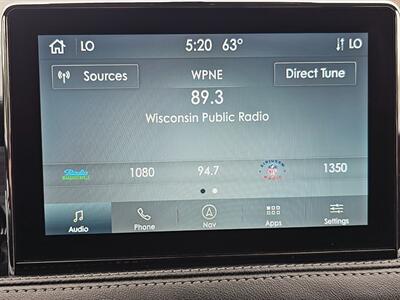 LO 5:20 63° LO
Sources WPNE Direct Tune
89.3
Wisconsin Public Radio
1080 94.7 1350
Audio Phone Nav Apps Settings